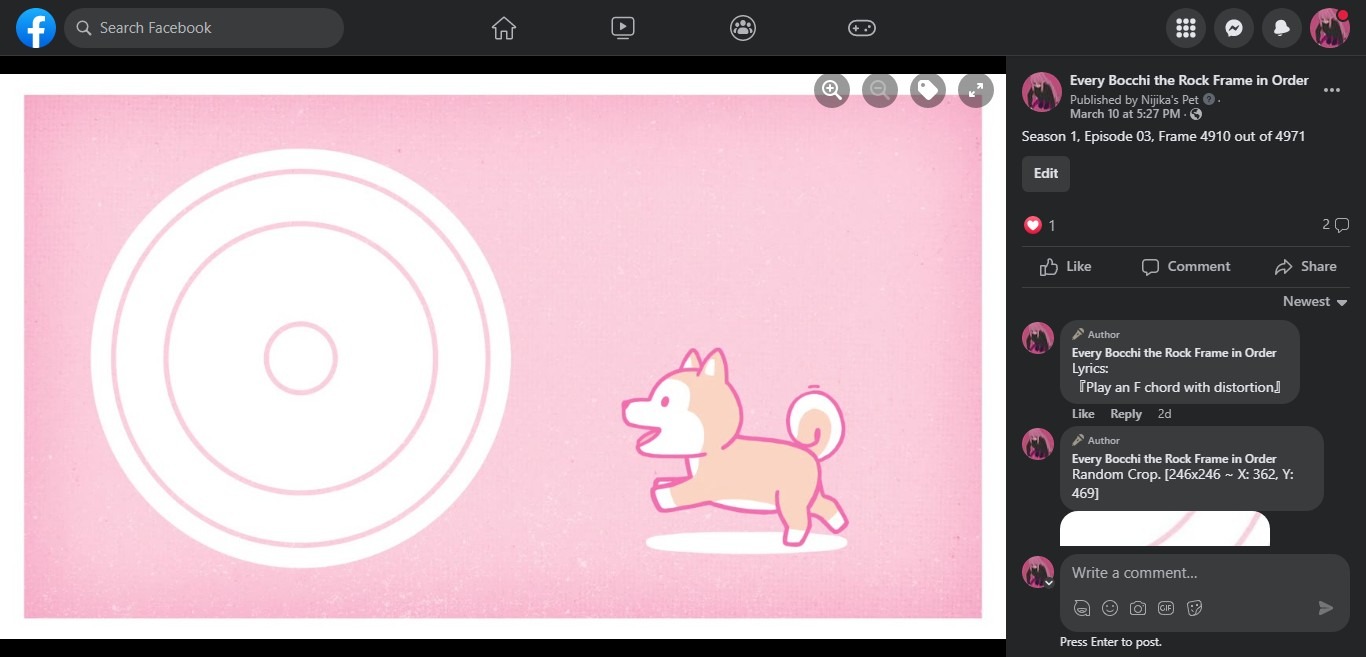 Search Facebook
Every Bocchi the Rock Frame in Order
Published by Nijika's Pet ·
March 10 at 5:27 PM ·
Season 1, Episode 03, Frame 4910 out of 4971
Edit
1
2
Like
Comment
Share
Newest
Author
Every Bocchi the Rock Frame in Order
Lyrics:
『Play an F chord with distortion』
Like Reply 2d
Author
Every Bocchi the Rock Frame in Order
Random Crop. [246x246 ~ X: 362, Y:
469]
Write a comment...
GIF
Press Enter to post.